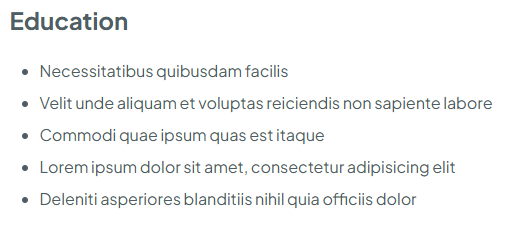 Education
Necessitatibus quibusdam facilis
Velit unde aliquam et voluptas reiciendis non sapiente labore
Commodi quae ipsum quas est itaque
Lorem ipsum dolor sit amet, consectetur adipisicing elit
Deleniti asperiores blanditiis nihil quia officiis dolor